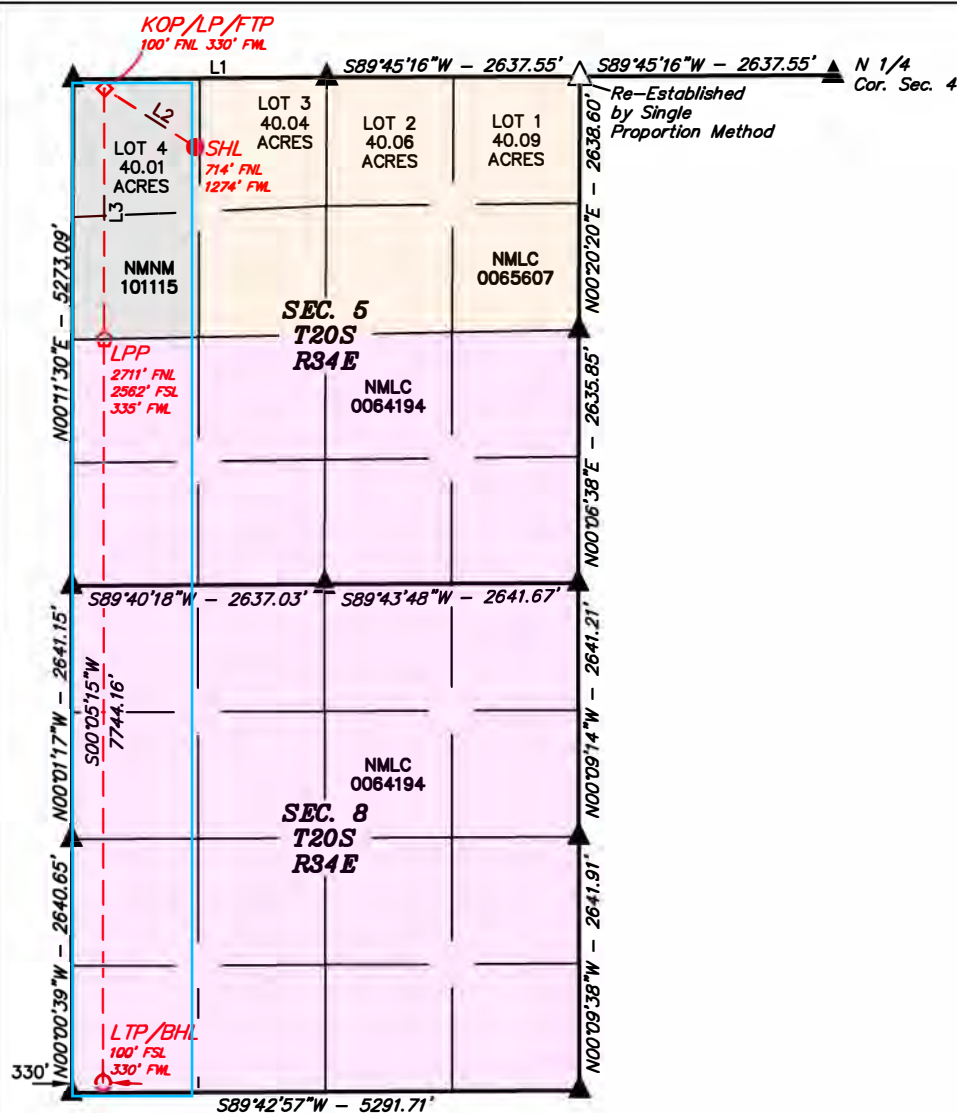 KOP/LP/FTP
100' FNL 330' FWL
L1
S89°45'16"W - 2637.55'
S89°45'16"W - 2637.55'
N 1/4
Cor. Sec. 4
Re-Established
by Single
Proportion Method
L2
LOT 4
40.01
ACRES
LOT 3
40.04
ACRES
LOT 2
40.06
ACRES
LOT 1
40.09
ACRES
SHL
714' FNL
1274' FWL
L3
N00°20'20"E - 2638.60'
N00°11'30"E - 5273.09'
NMNM
101115
NMLC
0065607
SEC. 5
T20S
R34E
LPP
2711' FNL
2562' FSL
335' FWL
NMLC
0064194
N00°06'38"E - 2635.85'
S89°40'18"W - 2637.03'
S89°43'48"W - 2641.67'
N00°01'17"W - 2641.15'
S00°05'15"W
7744.16'
N00°09'14"W - 2641.21'
NMLC
0064194
SEC. 8
T20S
R34E
N00°00'39"W - 2640.65'
N00°09'38"W - 2641.91'
LTP/BHL
100' FSL
330' FWL
330'
S89°42'57"W - 5291.71'